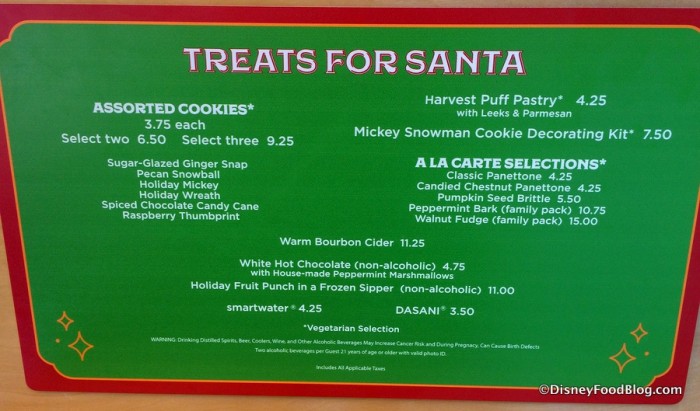 TREATS FOR SANTA
ASSORTED COOKIES*
3.75 each
Select two 6.50 Select three 9.25
Sugar-Glazed Ginger Snap
Pecan Snowball
Holiday Mickey
Holiday Wreath
Spiced Chocolate Candy Cane
Raspberry Thumbprint
Harvest Puff Pastry* 4.25
with Leeks & Parmesan
Mickey Snowman Cookie Decorating Kit* 7.50
A LA CARTE SELECTIONS*
Classic Panettone 4.25
Candied Chestnut Panettone 4.25
Pumpkin Seed Brittle 5.50
Peppermint Bark (family pack) 10.75
Walnut Fudge (family pack) 15.00
Warm Bourbon Cider 11.25
White Hot Chocolate (non-alcoholic) 4.75
with House-made Peppermint Marshmallows
Holiday Fruit Punch in a Frozen Sipper (non-alcoholic) 11.00
smartwater® 4.25 DASANI® 3.50
*Vegetarian Selection
WARNING: Drinking Distilled Spirits, Beer, Coolers, Wine, and Other Alcoholic Beverages May Increase Cancer Risk and During Pregnancy, Can Cause Birth Defects
Two alcoholic beverages per Guest 21 years of age or older with valid photo ID.
Includes All Applicable Taxes
©DisneyFoodBlog.com